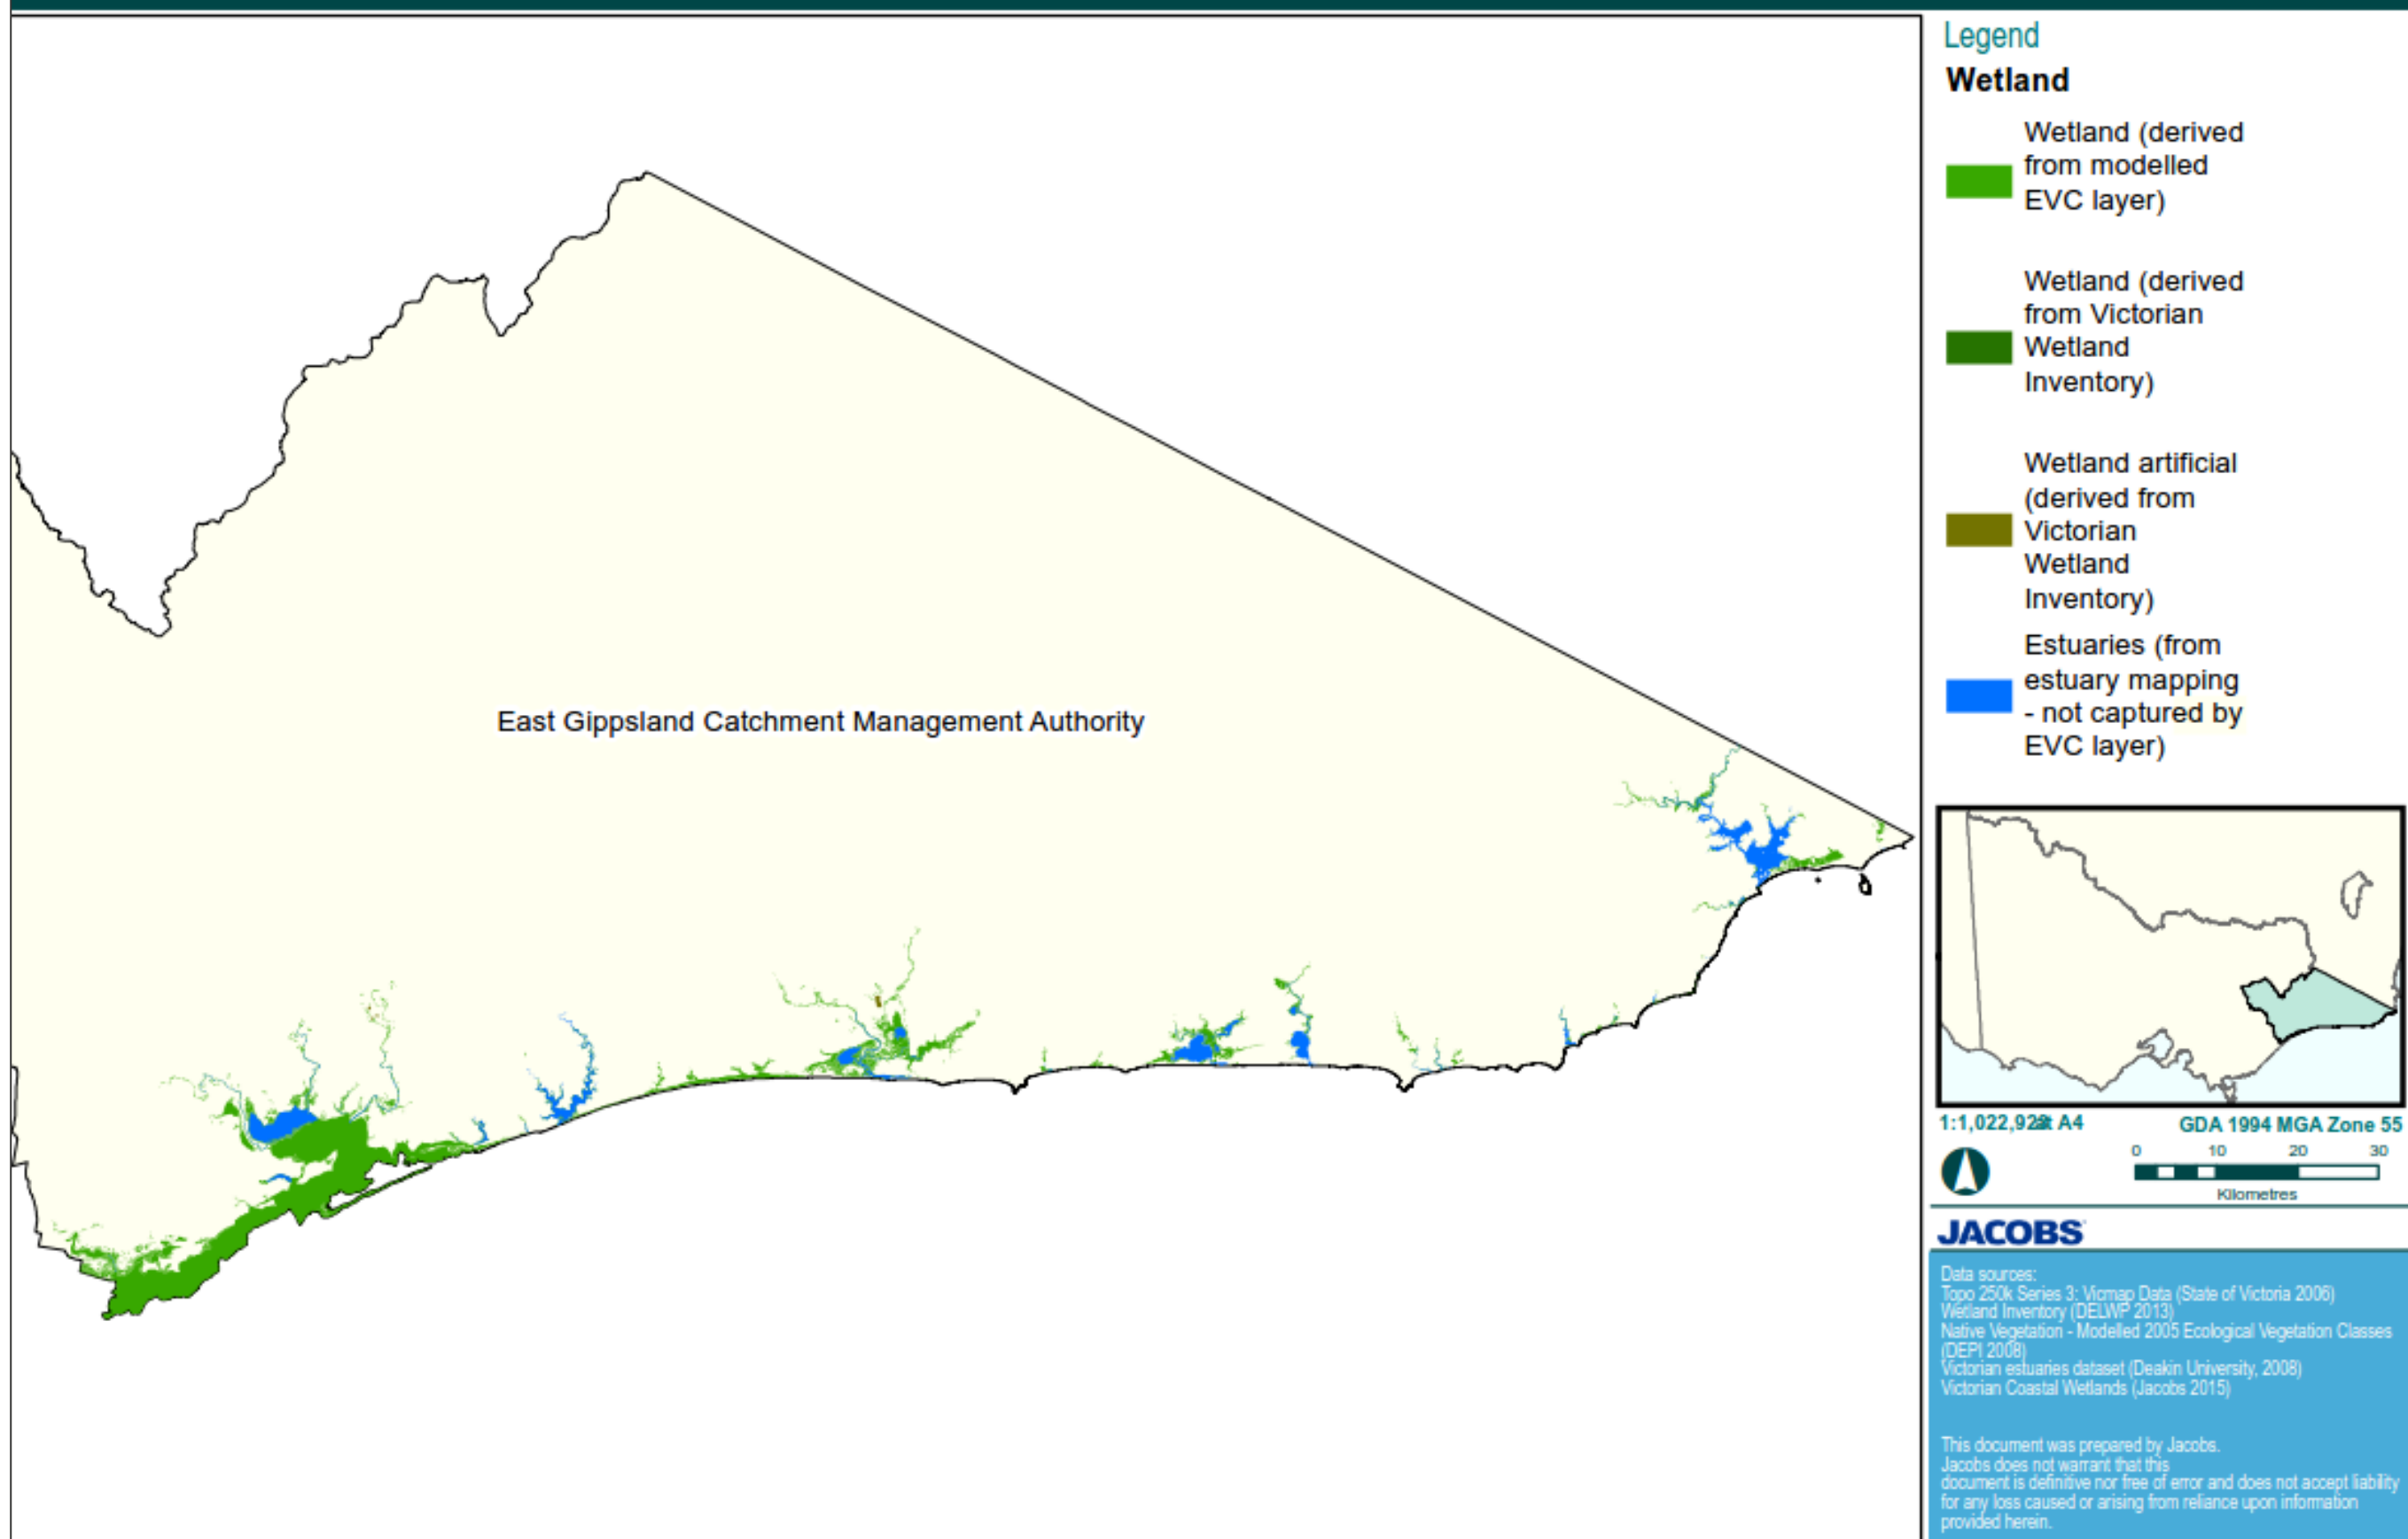 Legend
Wetland
Wetland (derived
from modelled
EVC layer)
Wetland (derived
from Victorian
Wetland
Inventory)
Wetland artificial
(derived from
Victorian
Wetland
Inventory)
Estuaries (from
estuary mapping
- not captured by
EVC layer)
East Gippsland Catchment Management Authority
at A4
GDA 1994 MGA Zone 55
0 10 20 30
Kilometres
JACOBS
Data sources:
Topo 250k Series 3: Vicmap Data (State of Victoria 2006)
Wetland Inventory (DELWP 2013)
Native Vegetation - Modelled 2005 Ecological Vegetation Classes
(DEPI 2008)
Victorian estuaries dataset (Deakin University, 2008)
Victorian Coastal Wetlands (Jacobs 2015)
This document was prepared by Jacobs.
Jacobs does not warrant that this
document is definitive nor free of error and does not accept liability
for any loss caused or arising from reliance upon information
provided herein.